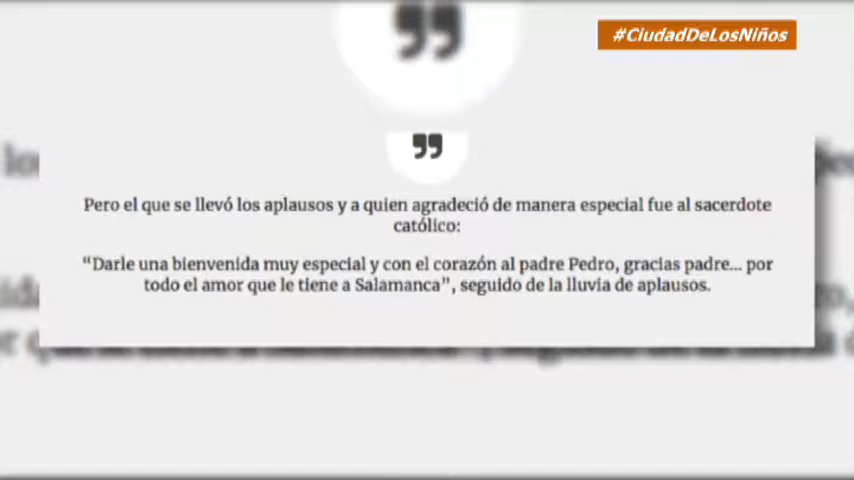 #CiudadDeLosNiños
Pero el que se llevó los aplausos y a quien agradeció de manera especial fue al sacerdote
católico:
“Darle una bienvenida muy especial y con el corazón al padre Pedro, gracias padre... por
todo el amor que le tiene a Salamanca”, seguido de la lluvia de aplausos.